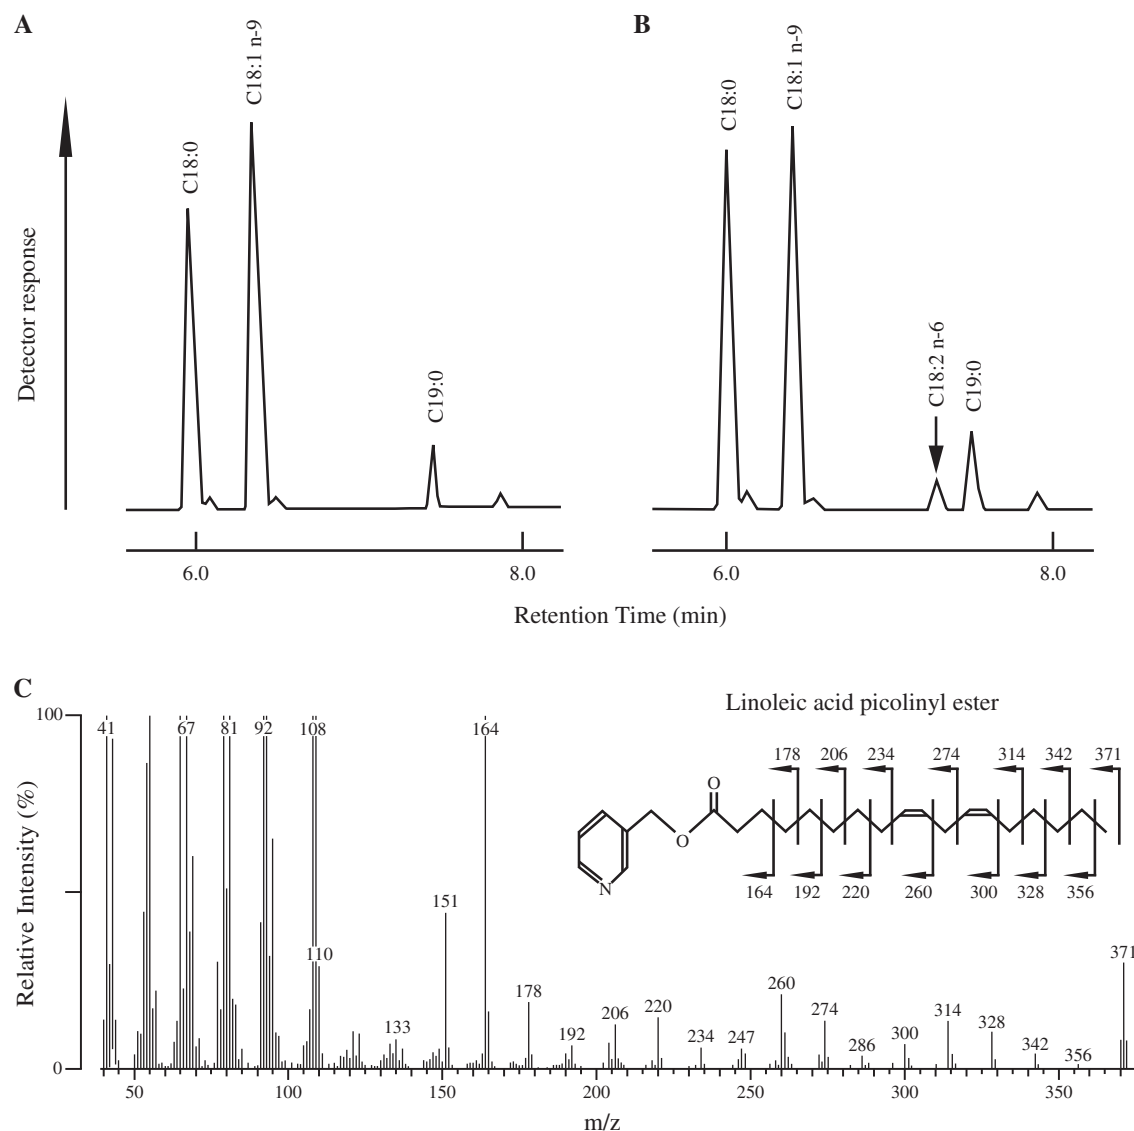 A
C18:0
C18:1 n-9
C19:0
Detector response
6.0
8.0
B
C18:0
C18:1 n-9
C18:2 n-6
C19:0
6.0
8.0
Retention Time (min)
C
Relative Intensity (%)
100
0
41
67
81
92
108
110
133
151
164
178
192
206
220
234
247
260
274
286
300
314
328
342
356
371
50
100
150
200
250
300
350
m/z
Linoleic acid picolinyl ester
178
206
234
274
314
342
371
O
O
N
164
192
220
260
300
328
356